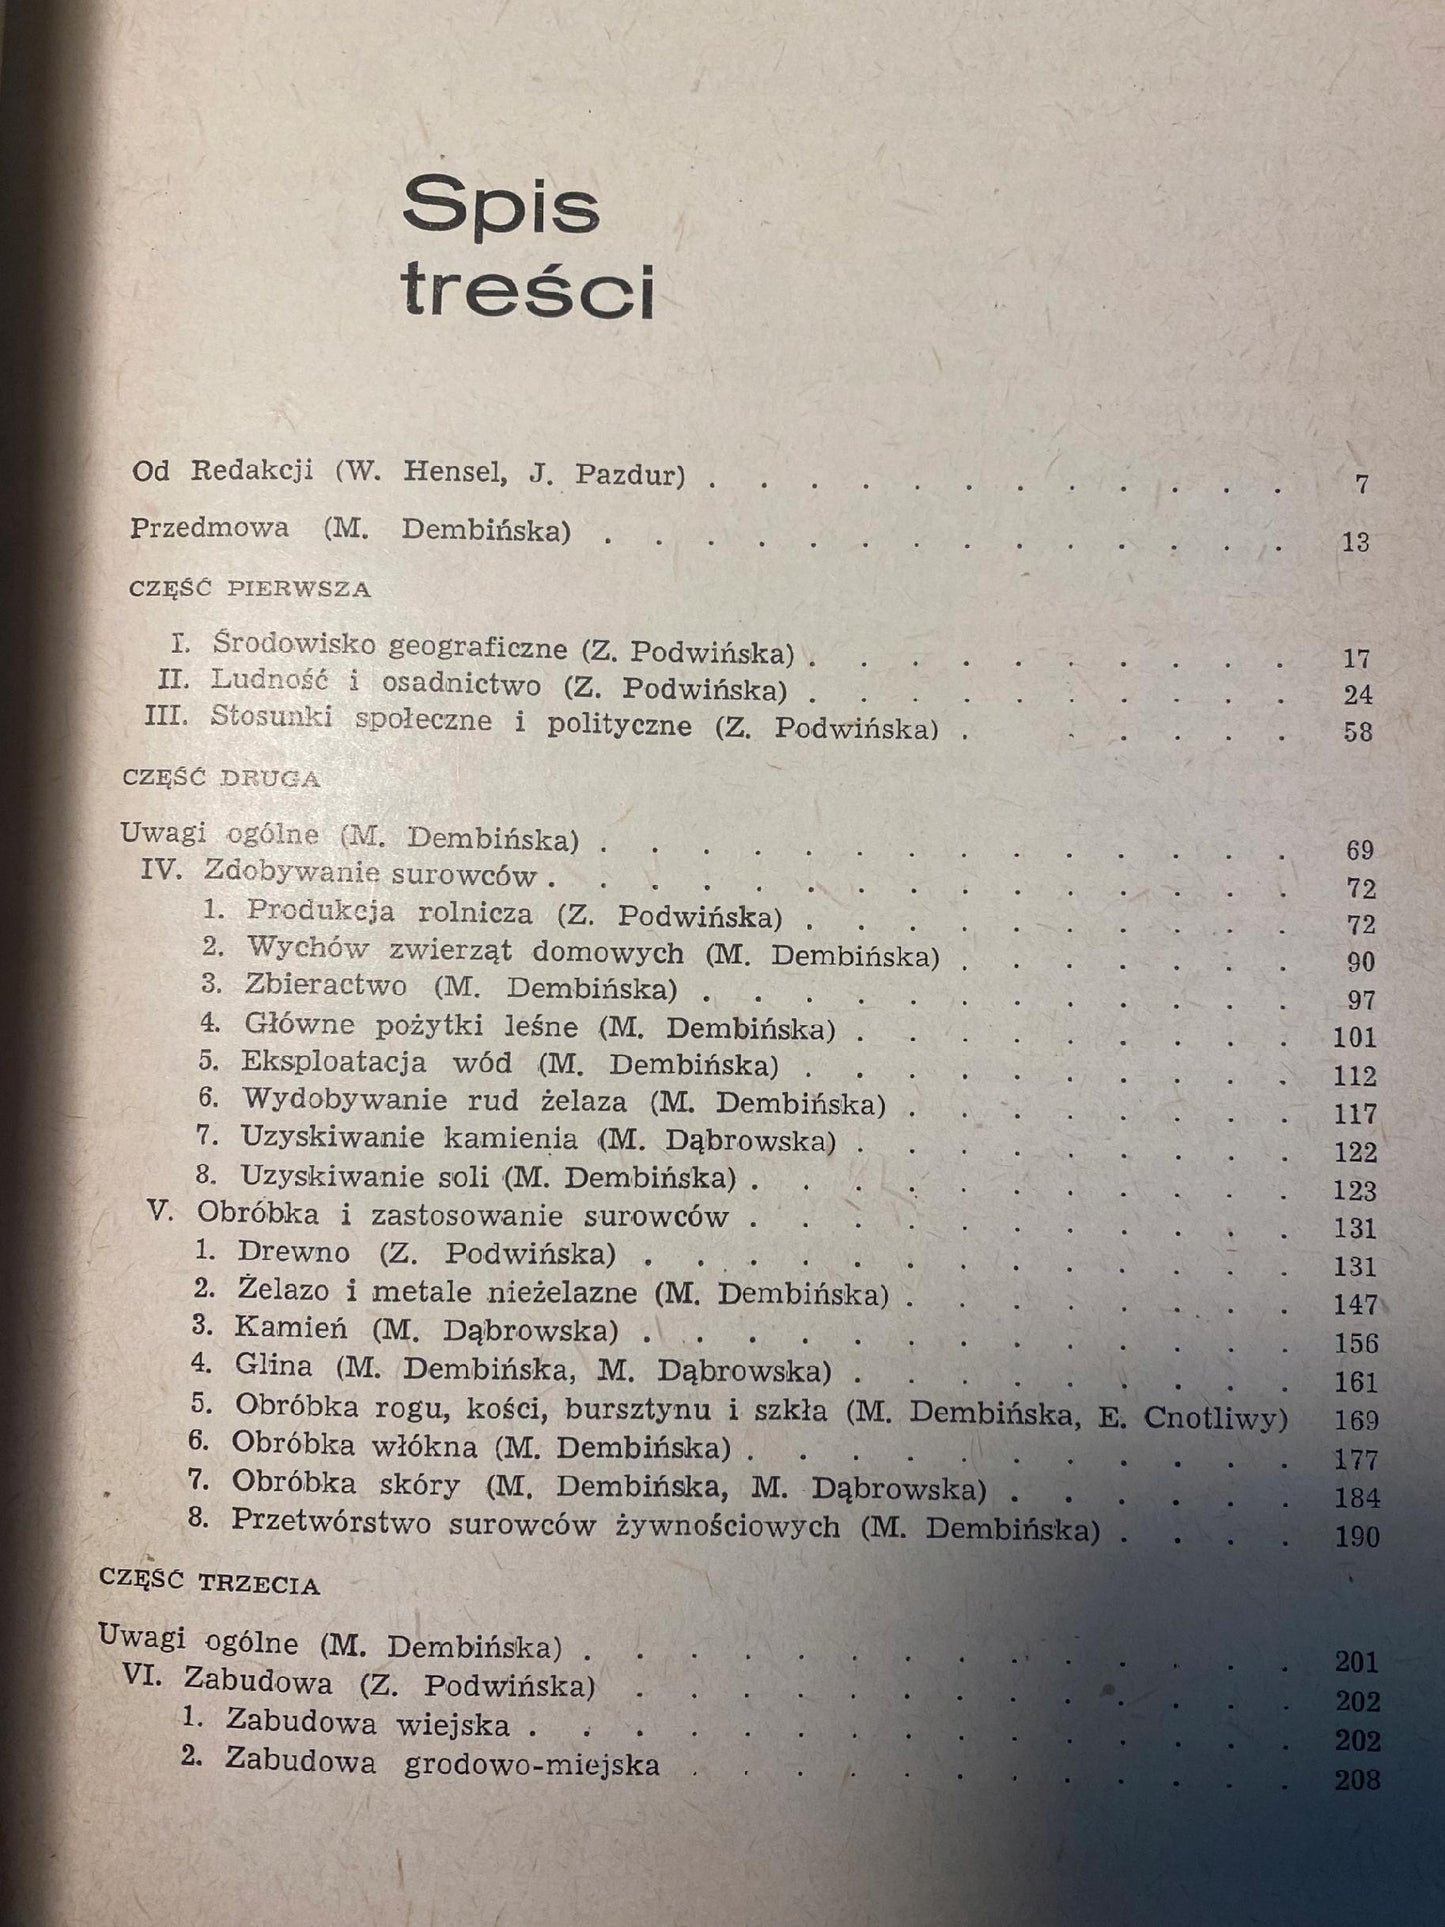 Spis
treści
Od Redakcji (W. Hensel, J. Pazdur) . . . . . . . . . . . . 7
Przedmowa (M. Dembińska) . . . . . . . . . . . . . . 13
CZĘŚĆ PIERWSZA
I. Środowisko geograficzne (Z. Podwińska) . . . . . . . . . . 17
II. Ludność i osadnictwo (Z. Podwińska) . . . . . . . . . . 24
III. Stosunki społeczne i polityczne (Z. Podwińska) . . . . . . 58
CZĘŚĆ DRUGA
Uwagi ogólne (M. Dembińska) . . . . . . . . . . . . . . 69
IV. Zdobywanie surowców . . . . . . . . . . . . . . . 72
1. Produkcja rolnicza (Z. Podwińska) . . . . . . . . . . 72
2. Wychów zwierząt domowych (M. Dembińska) . . . . . . . 90
3. Zbieractwo (M. Dembińska) . . . . . . . . . . . . 97
4. Główne pożytki leśne (M. Dembińska) . . . . . . . . . 101
5. Eksploatacja wód (M. Dembińska) . . . . . . . . . . 112
6. Wydobywanie rud żelaza (M. Dembińska) . . . . . . . . 117
7. Uzyskiwanie kamienia (M. Dąbrowska) . . . . . . . . . 122
8. Uzyskiwanie soli (M. Dembińska) . . . . . . . . . . . 123
V. Obróbka i zastosowanie surowców . . . . . . . . . . . 131
1. Drewno (Z. Podwińska) . . . . . . . . . . . . . 131
2. Żelazo i metale nieżelazne (M. Dembińska) . . . . . . . . 147
3. Kamień (M. Dąbrowska) . . . . . . . . . . . . . 156
4. Glina (M. Dembińska, M. Dąbrowska) . . . . . . . . . 161
5. Obróbka rogu, kości, bursztynu i szkła (M. Dembińska, E. Cnotliwy) 169
6. Obróbka włókna (M. Dembińska) . . . . . . . . . . . 177
7. Obróbka skóry (M. Dembińska, M. Dąbrowska) . . . . . . 184
8. Przetwórstwo surowców żywnościowych (M. Dembińska) . . . . 190
CZĘŚĆ TRZECIA
Uwagi ogólne (M. Dembińska) . . . . . . . . . . . . . . 201
VI. Zabudowa (Z. Podwińska) . . . . . . . . . . . . . 202
1. Zabudowa wiejska . . . . . . . . . . . . . . . 202
2. Zabudowa grodowo-miejska . . . . . . . . . . . . 208